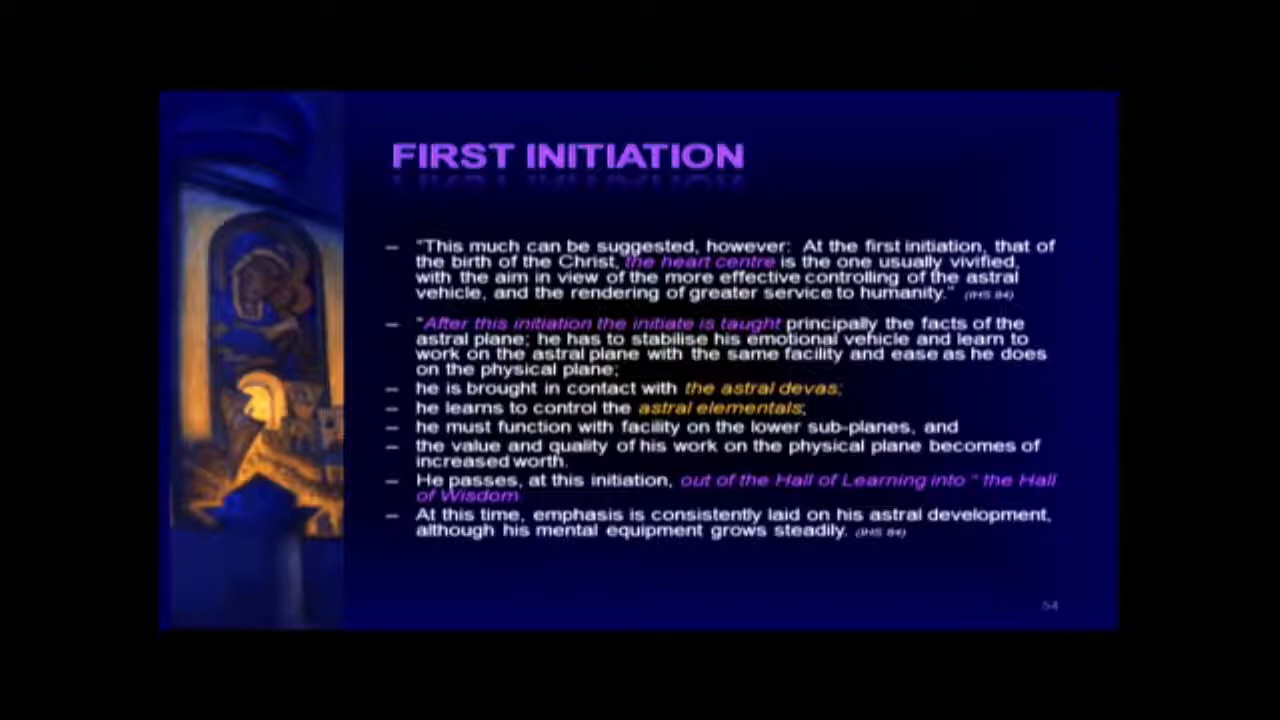 FIRST INITIATION
– "This much can be suggested, however: At the first initiation, that of
the birth of the Christ, the heart centre is the one usually vivified,
with the aim in view of the more effective controlling of the astral
vehicle, and the rendering of greater service to humanity." (IHS 84)
– "After this initiation the initiate is taught principally the facts of the
astral plane; he has to stabilise his emotional vehicle and learn to
work on the astral plane with the same facility and ease as he does
on the physical plane;
– he is brought in contact with the astral devas;
– he learns to control the astral elementals;
– he must function with facility on the lower sub-planes, and
– the value and quality of his work on the physical plane becomes of
increased worth.
– He passes, at this initiation, out of the Hall of Learning into " the Hall
of Wisdom
– At this time, emphasis is consistently laid on his astral development,
although his mental equipment grows steadily. (IHS 84)
54